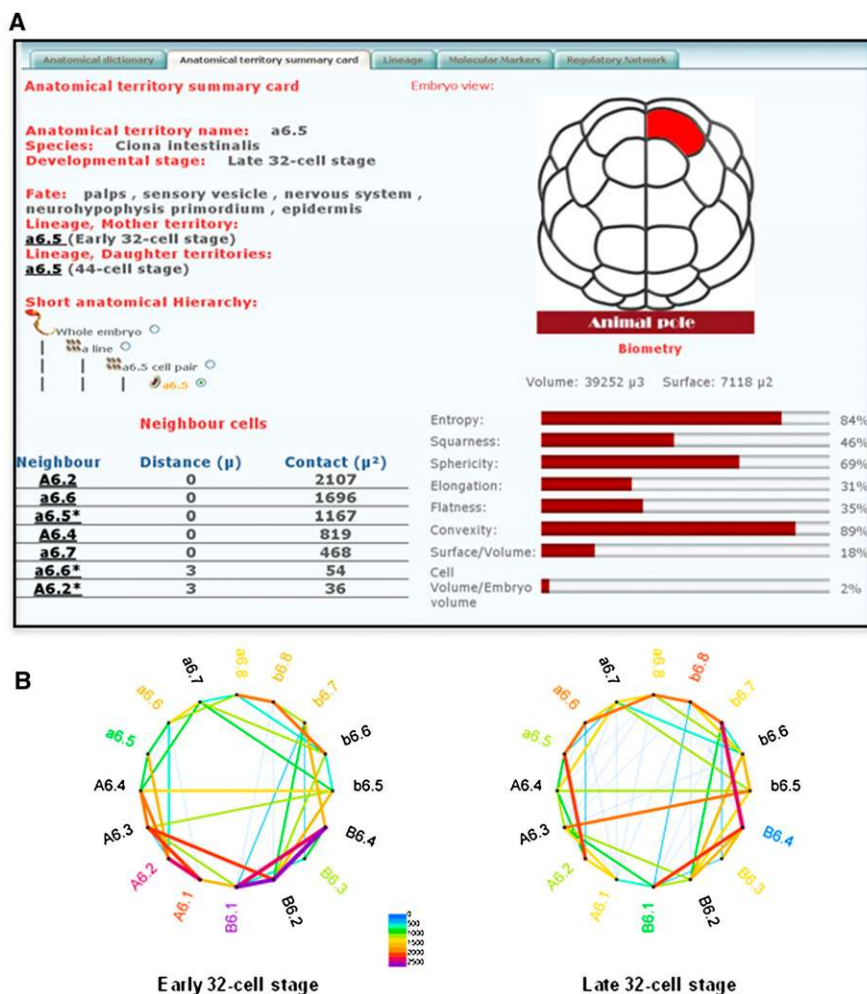 A
Anatomical dictionary Anatomical territory summary card Lineage Molecular Markers Regulatory Network
Anatomical territory summary card
Embryo view:
Anatomical territory name: a6.5
Species: Ciona intestinalis
Developmental stage: Late 32-cell stage
Fate: palps , sensory vesicle , nervous system ,
neurohypophysis primordium , epidermis
Lineage, Mother territory:
a6.5 (Early 32-cell stage)
Lineage, Daughter territories:
a6.5 (44-cell stage)
Short anatomical Hierarchy:
Whole embryo
a line
a6.5 cell pair
a6.5
Animal pole
Biometry
Volume: 39252 µ3 Surface: 7118 µ2
Neighbour cells
Neighbour Distance (µ) Contact (µ²)
A6.2 0 2107
a6.6 0 1696
a6.5* 0 1167
A6.4 0 819
a6.7 0 468
a6.6* 3 54
A6.2* 3 36
Entropy: 84%
Squarness: 46%
Sphericity: 69%
Elongation: 31%
Flatness: 35%
Convexity: 89%
Surface/Volume: 18%
Cell
Volume/Embryo 2%
volume
B
a6.8
b6.8
b6.7
b6.6
b6.5
B6.4
B6.3
B6.2
B6.1
A6.1
A6.2
A6.3
A6.4
a6.5
a6.6
a6.7
0
500
1000
1500
2000
2500
Early 32-cell stage
a6.8
b6.8
b6.7
b6.6
b6.5
B6.4
B6.3
B6.2
B6.1
A6.1
A6.2
A6.3
A6.4
a6.5
a6.6
a6.7
Late 32-cell stage